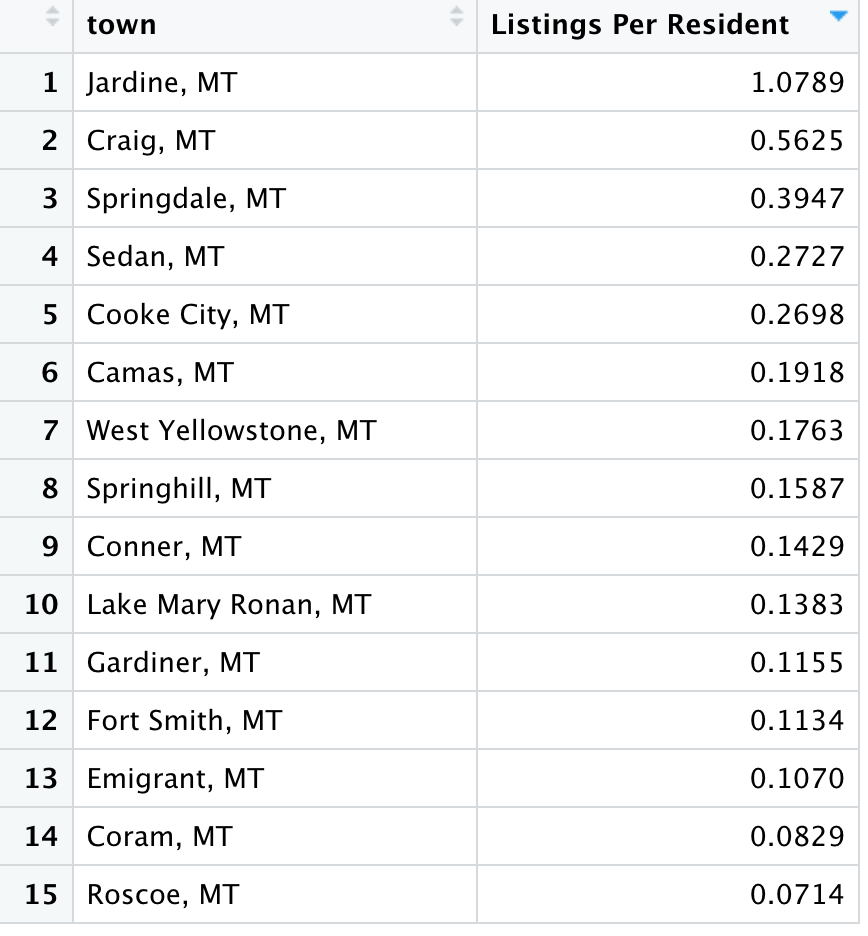 town Listings Per Resident
1 Jardine, MT 1.0789
2 Craig, MT 0.5625
3 Springdale, MT 0.3947
4 Sedan, MT 0.2727
5 Cooke City, MT 0.2698
6 Camas, MT 0.1918
7 West Yellowstone, MT 0.1763
8 Springhill, MT 0.1587
9 Conner, MT 0.1429
10 Lake Mary Ronan, MT 0.1383
11 Gardiner, MT 0.1155
12 Fort Smith, MT 0.1134
13 Emigrant, MT 0.1070
14 Coram, MT 0.0829
15 Roscoe, MT 0.0714